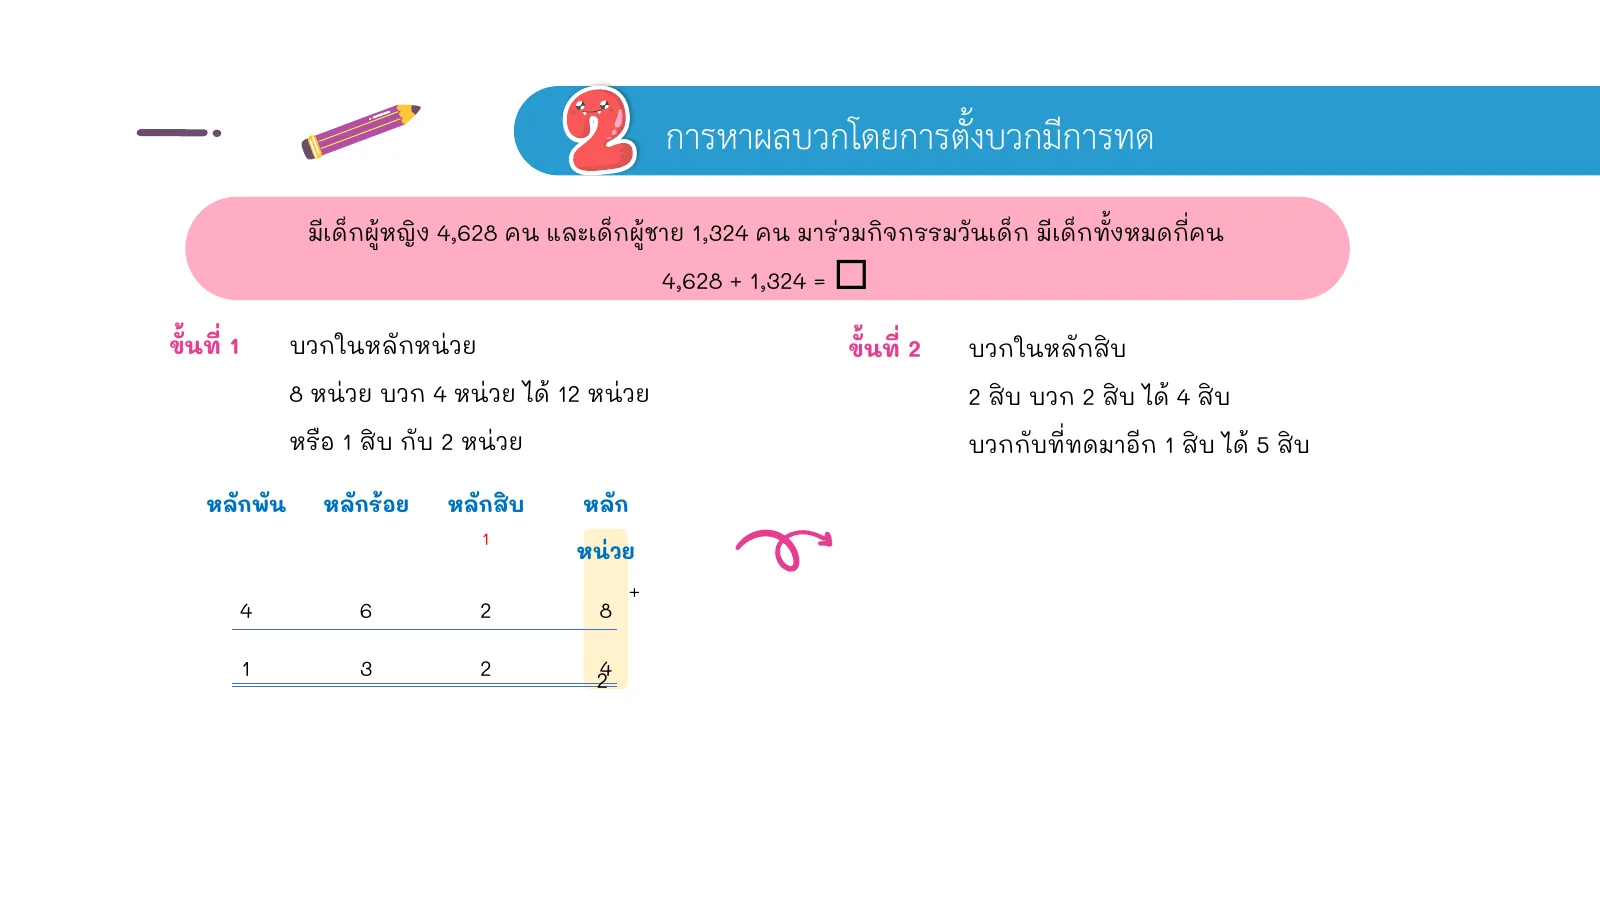 2 การหาผลบวกโดยการตั้งบวกมีการทด
มีเด็กผู้หญิง 4,628 คน และเด็กผู้ชาย 1,324 คน มาร่วมกิจกรรมวันเด็ก มีเด็กทั้งหมดกี่คน
4,628 + 1,324 = □
ขั้นที่ 1 บวกในหลักหน่วย
8 หน่วย บวก 4 หน่วย ได้ 12 หน่วย
หรือ 1 สิบ กับ 2 หน่วย
หลักพัน หลักร้อย หลักสิบ หลัก
หน่วย
1
+
4 6 2 8
1 3 2 4
2
ขั้นที่ 2 บวกในหลักสิบ
2 สิบ บวก 2 สิบ ได้ 4 สิบ
บวกกับที่ทดมาอีก 1 สิบ ได้ 5 สิบ